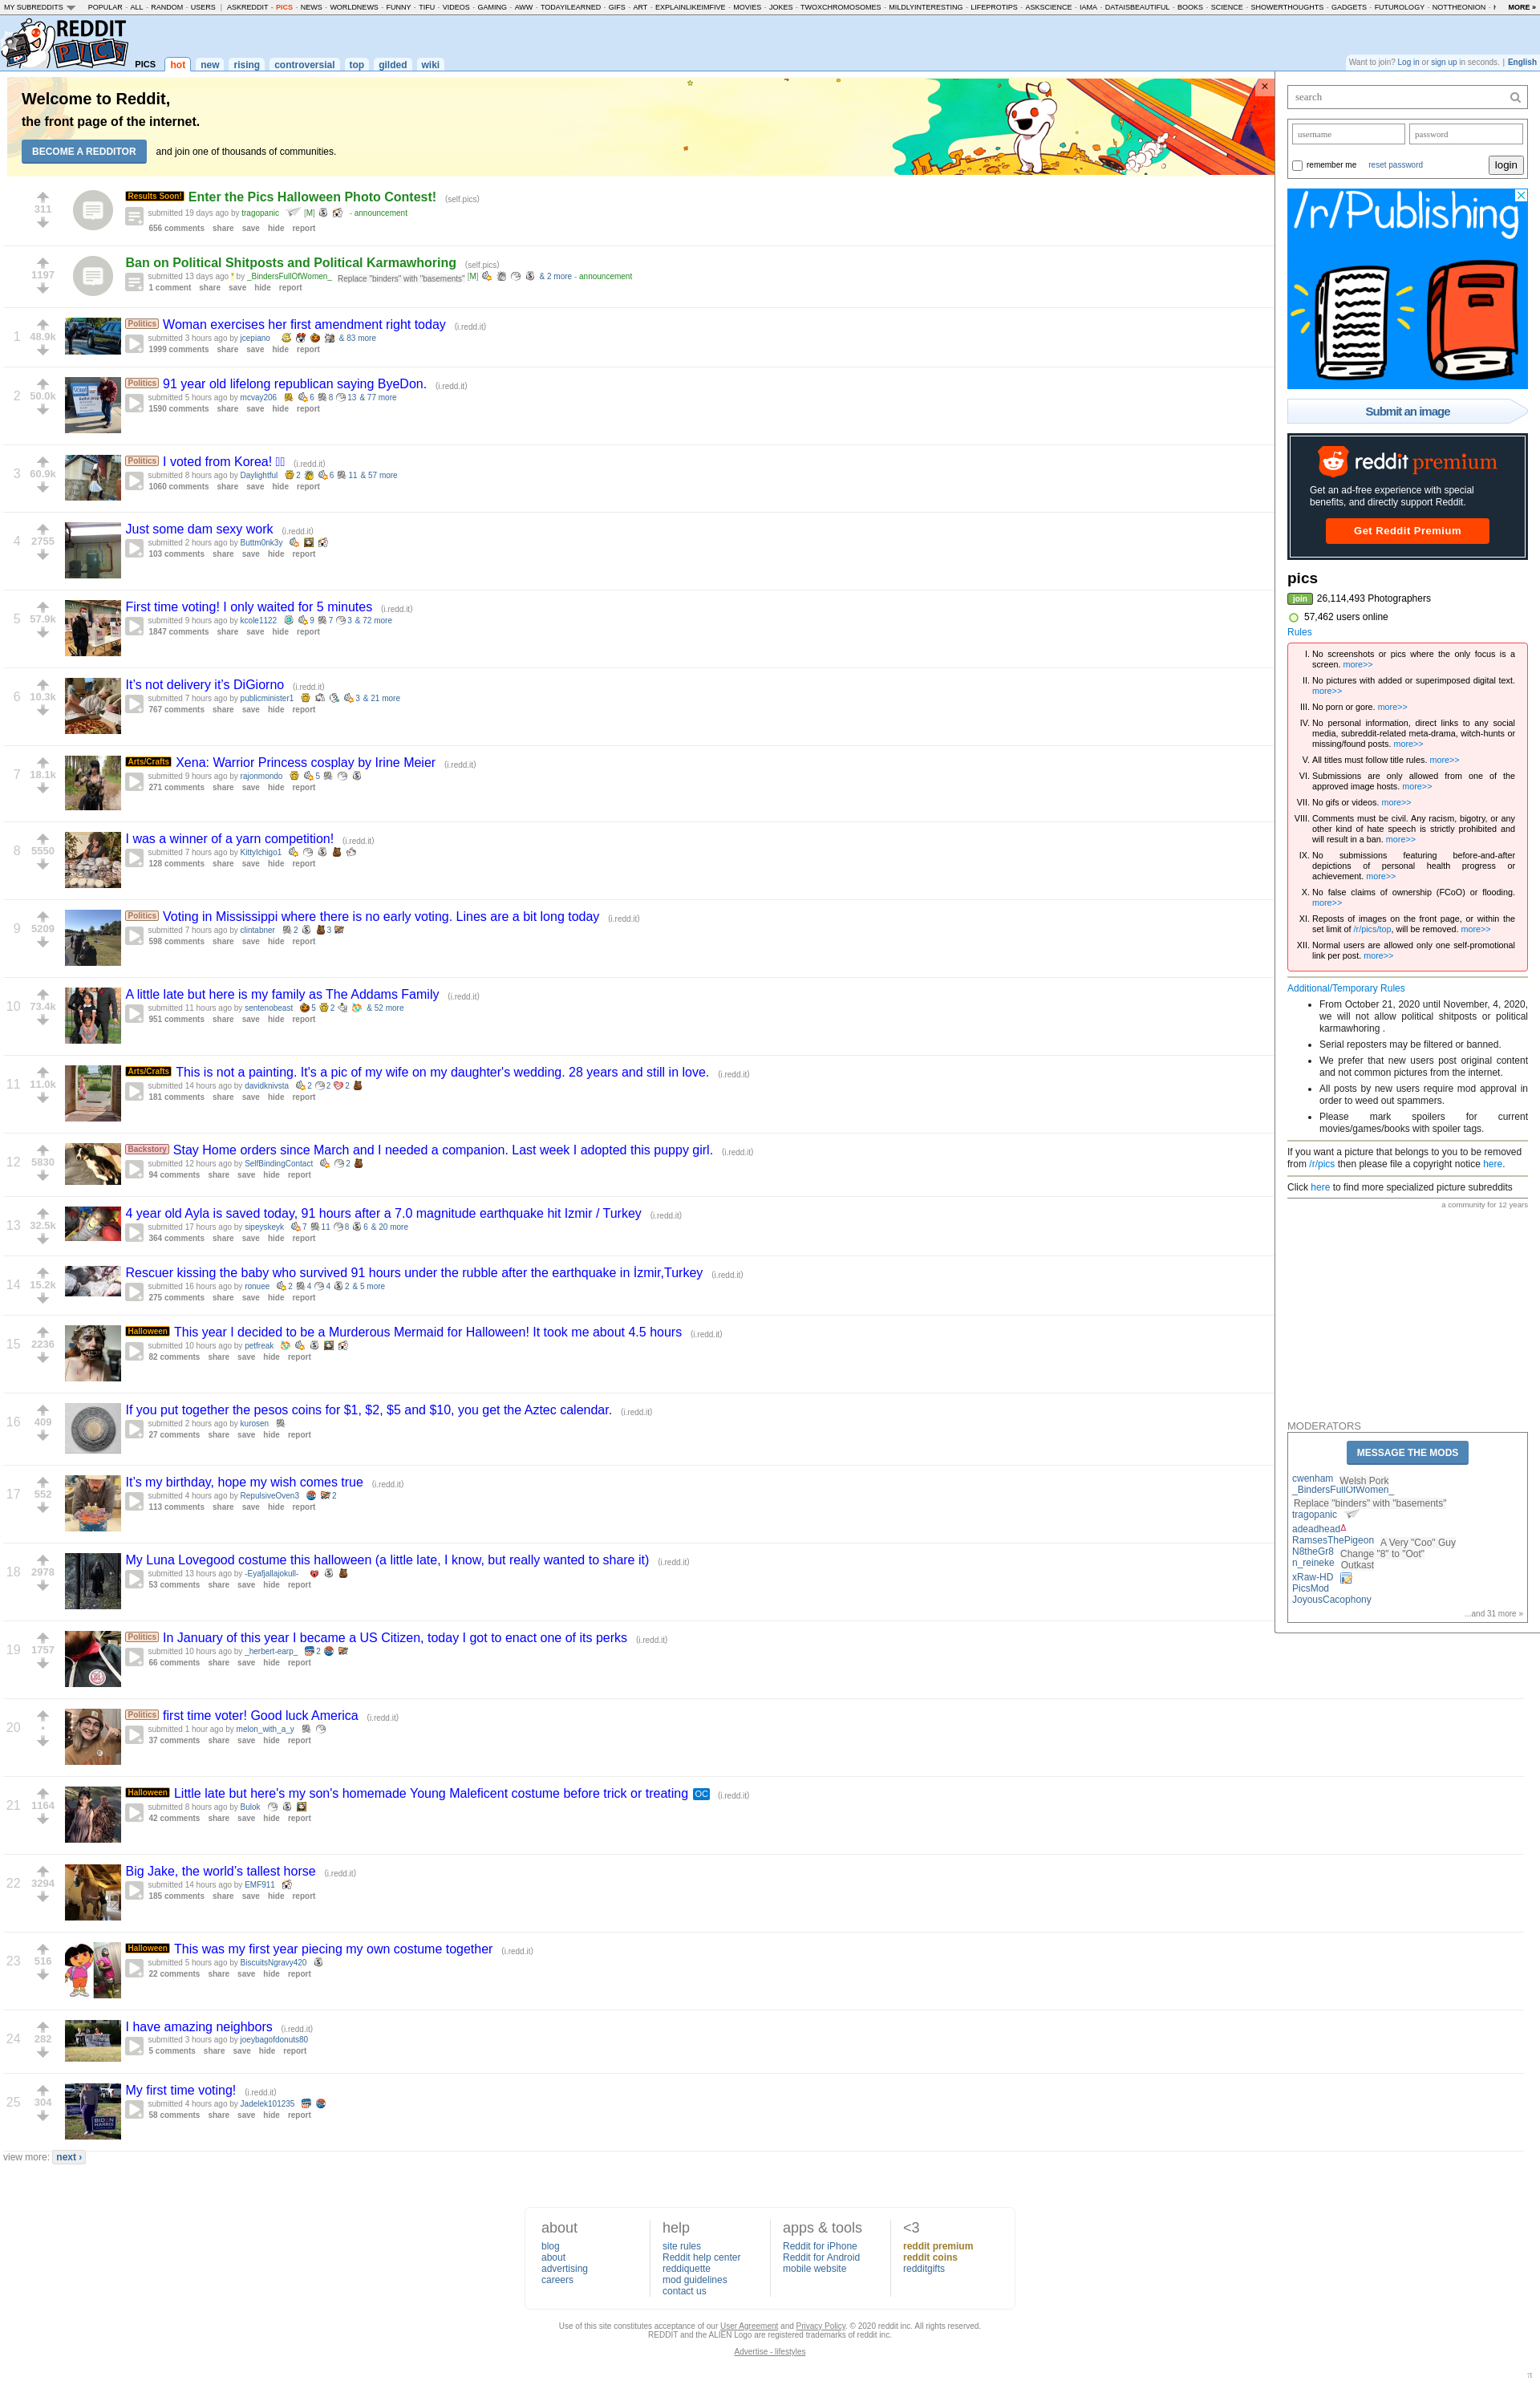 MY SUBREDDITS POPULAR - ALL - RANDOM - USERS | ASKREDDIT - PICS - NEWS - WORLDNEWS - FUNNY - TIFU - VIDEOS - GAMING - AWW - TODAYILEARNED - GIFS - ART - EXPLAINLIKEIMFIVE - MOVIES - JOKES - TWOXCHROMOSOMES - MILDLYINTERESTING - LIFEPROTIPS - ASKSCIENCE - IAMA - DATAISBEAUTIFUL - BOOKS - SCIENCE - SHOWERTHOUGHTS - GADGETS - FUTUROLOGY - NOTTHEONION - MORE »
REDDIT PICS
PICS hot new rising controversial top gilded wiki
Want to join? Log in or sign up in seconds. | English
Welcome to Reddit,
the front page of the internet.
BECOME A REDDITOR and join one of thousands of communities.
×
311
Results Soon! Enter the Pics Halloween Photo Contest! (self.pics)
submitted 19 days ago by tragopanic [M] - announcement
656 comments share save hide report
1197
Ban on Political Shitposts and Political Karmawhoring (self.pics)
submitted 13 days ago * by _BindersFullOfWomen_ Replace "binders" with "basements" [M] & 2 more - announcement
1 comment share save hide report
1 48.9k
Politics Woman exercises her first amendment right today (i.redd.it)
submitted 3 hours ago by jcepiano & 83 more
1999 comments share save hide report
2 50.0k
Politics 91 year old lifelong republican saying ByeDon. (i.redd.it)
submitted 5 hours ago by mcvay206 6 8 13 & 77 more
1590 comments share save hide report
3 60.9k
Politics I voted from Korea! (i.redd.it)
submitted 8 hours ago by Daylightful 2 6 11 & 57 more
1060 comments share save hide report
4 2755
Just some dam sexy work (i.redd.it)
submitted 2 hours ago by Buttm0nk3y
103 comments share save hide report
5 57.9k
First time voting! I only waited for 5 minutes (i.redd.it)
submitted 9 hours ago by kcole1122 9 7 3 & 72 more
1847 comments share save hide report
6 10.3k
It's not delivery it's DiGiorno (i.redd.it)
submitted 7 hours ago by publicminister1 3 & 21 more
767 comments share save hide report
7 18.1k
Arts/Crafts Xena: Warrior Princess cosplay by Irine Meier (i.redd.it)
submitted 9 hours ago by rajonmondo 5
271 comments share save hide report
8 5550
I was a winner of a yarn competition! (i.redd.it)
submitted 7 hours ago by KittyIchigo1
128 comments share save hide report
9 5209
Politics Voting in Mississippi where there is no early voting. Lines are a bit long today (i.redd.it)
submitted 7 hours ago by clintabner 2 3
598 comments share save hide report
10 73.4k
A little late but here is my family as The Addams Family (i.redd.it)
submitted 11 hours ago by sentenobeast 5 2 & 52 more
951 comments share save hide report
11 11.0k
Arts/Crafts This is not a painting. It's a pic of my wife on my daughter's wedding. 28 years and still in love. (i.redd.it)
submitted 14 hours ago by davidknivsta 2 2 2
181 comments share save hide report
12 5830
Backstory Stay Home orders since March and I needed a companion. Last week I adopted this puppy girl. (i.redd.it)
submitted 12 hours ago by SelfBindingContact 2
94 comments share save hide report
13 32.5k
4 year old Ayla is saved today, 91 hours after a 7.0 magnitude earthquake hit Izmir / Turkey (i.redd.it)
submitted 17 hours ago by sipeyskeyk 7 11 8 6 & 20 more
364 comments share save hide report
14 15.2k
Rescuer kissing the baby who survived 91 hours under the rubble after the earthquake in İzmir,Turkey (i.redd.it)
submitted 16 hours ago by ronuee 2 4 4 2 & 5 more
275 comments share save hide report
15 2236
Halloween This year I decided to be a Murderous Mermaid for Halloween! It took me about 4.5 hours (i.redd.it)
submitted 10 hours ago by petfreak
82 comments share save hide report
16 409
If you put together the pesos coins for $1, $2, $5 and $10, you get the Aztec calendar. (i.redd.it)
submitted 2 hours ago by kurosen
27 comments share save hide report
17 552
It's my birthday, hope my wish comes true (i.redd.it)
submitted 4 hours ago by RepulsiveOven3 2
113 comments share save hide report
18 2978
My Luna Lovegood costume this halloween (a little late, I know, but really wanted to share it) (i.redd.it)
submitted 13 hours ago by -Eyafjallajokull-
53 comments share save hide report
19 1757
Politics In January of this year I became a US Citizen, today I got to enact one of its perks (i.redd.it)
submitted 10 hours ago by _herbert-earp_ 2
66 comments share save hide report
20 •
Politics first time voter! Good luck America (i.redd.it)
submitted 1 hour ago by melon_with_a_y
37 comments share save hide report
21 1164
Halloween Little late but here's my son's homemade Young Maleficent costume before trick or treating OC (i.redd.it)
submitted 8 hours ago by Bulok
42 comments share save hide report
22 3294
Big Jake, the world's tallest horse (i.redd.it)
submitted 14 hours ago by EMF911
185 comments share save hide report
23 516
Halloween This was my first year piecing my own costume together (i.redd.it)
submitted 5 hours ago by BiscuitsNgravy420
22 comments share save hide report
24 282
I have amazing neighbors (i.redd.it)
submitted 3 hours ago by joeybagofdonuts80
5 comments share save hide report
25 304
My first time voting! (i.redd.it)
submitted 4 hours ago by Jadelek101235
58 comments share save hide report
view more: next ›
search
username password
remember me reset password login
/r/Publishing
Submit an image
reddit premium
Get an ad-free experience with special
benefits, and directly support Reddit.
Get Reddit Premium
pics
join 26,114,493 Photographers
57,462 users online
Rules
I. No screenshots or pics where the only focus is a
screen. more>>
II. No pictures with added or superimposed digital text.
more>>
III. No porn or gore. more>>
IV. No personal information, direct links to any social
media, subreddit-related meta-drama, witch-hunts or
missing/found posts. more>>
V. All titles must follow title rules. more>>
VI. Submissions are only allowed from one of the
approved image hosts. more>>
VII. No gifs or videos. more>>
VIII. Comments must be civil. Any racism, bigotry, or any
other kind of hate speech is strictly prohibited and
will result in a ban. more>>
IX. No submissions featuring before-and-after
depictions of personal health progress or
achievement. more>>
X. No false claims of ownership (FCoO) or flooding.
more>>
XI. Reposts of images on the front page, or within the
set limit of /r/pics/top, will be removed. more>>
XII. Normal users are allowed only one self-promotional
link per post. more>>
Additional/Temporary Rules
• From October 21, 2020 until November, 4, 2020,
we will not allow political shitposts or political
karmawhoring .
• Serial reposters may be filtered or banned.
• We prefer that new users post original content
and not common pictures from the internet.
• All posts by new users require mod approval in
order to weed out spammers.
• Please mark spoilers for current
movies/games/books with spoiler tags.
If you want a picture that belongs to you to be removed
from /r/pics then please file a copyright notice here.
Click here to find more specialized picture subreddits
a community for 12 years
MODERATORS
MESSAGE THE MODS
cwenham Welsh Pork
_BindersFullOfWomen_
Replace "binders" with "basements"
tragopanic
adeadhead
RamsesThePigeon A Very "Coo" Guy
N8theGr8 Change "8" to "Oot"
n_reineke Outkast
xRaw-HD
PicsMod
JoyousCacophony
...and 31 more »
about
blog
about
advertising
careers
help
site rules
Reddit help center
reddiquette
mod guidelines
contact us
apps & tools
Reddit for iPhone
Reddit for Android
mobile website
<3
reddit premium
reddit coins
redditgifts
Use of this site constitutes acceptance of our User Agreement and Privacy Policy. © 2020 reddit inc. All rights reserved.
REDDIT and the ALIEN Logo are registered trademarks of reddit inc.
Advertise - lifestyles
π